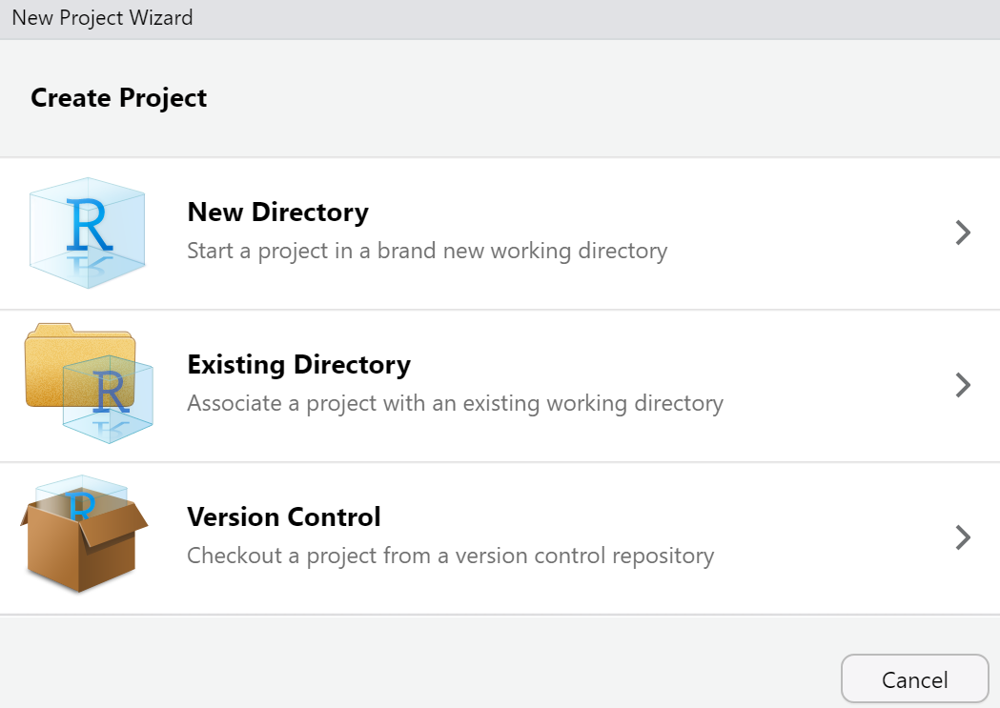 New Project Wizard
Create Project
R
New Directory
Start a project in a brand new working directory
R
Existing Directory
Associate a project with an existing working directory
R
Version Control
Checkout a project from a version control repository
Cancel